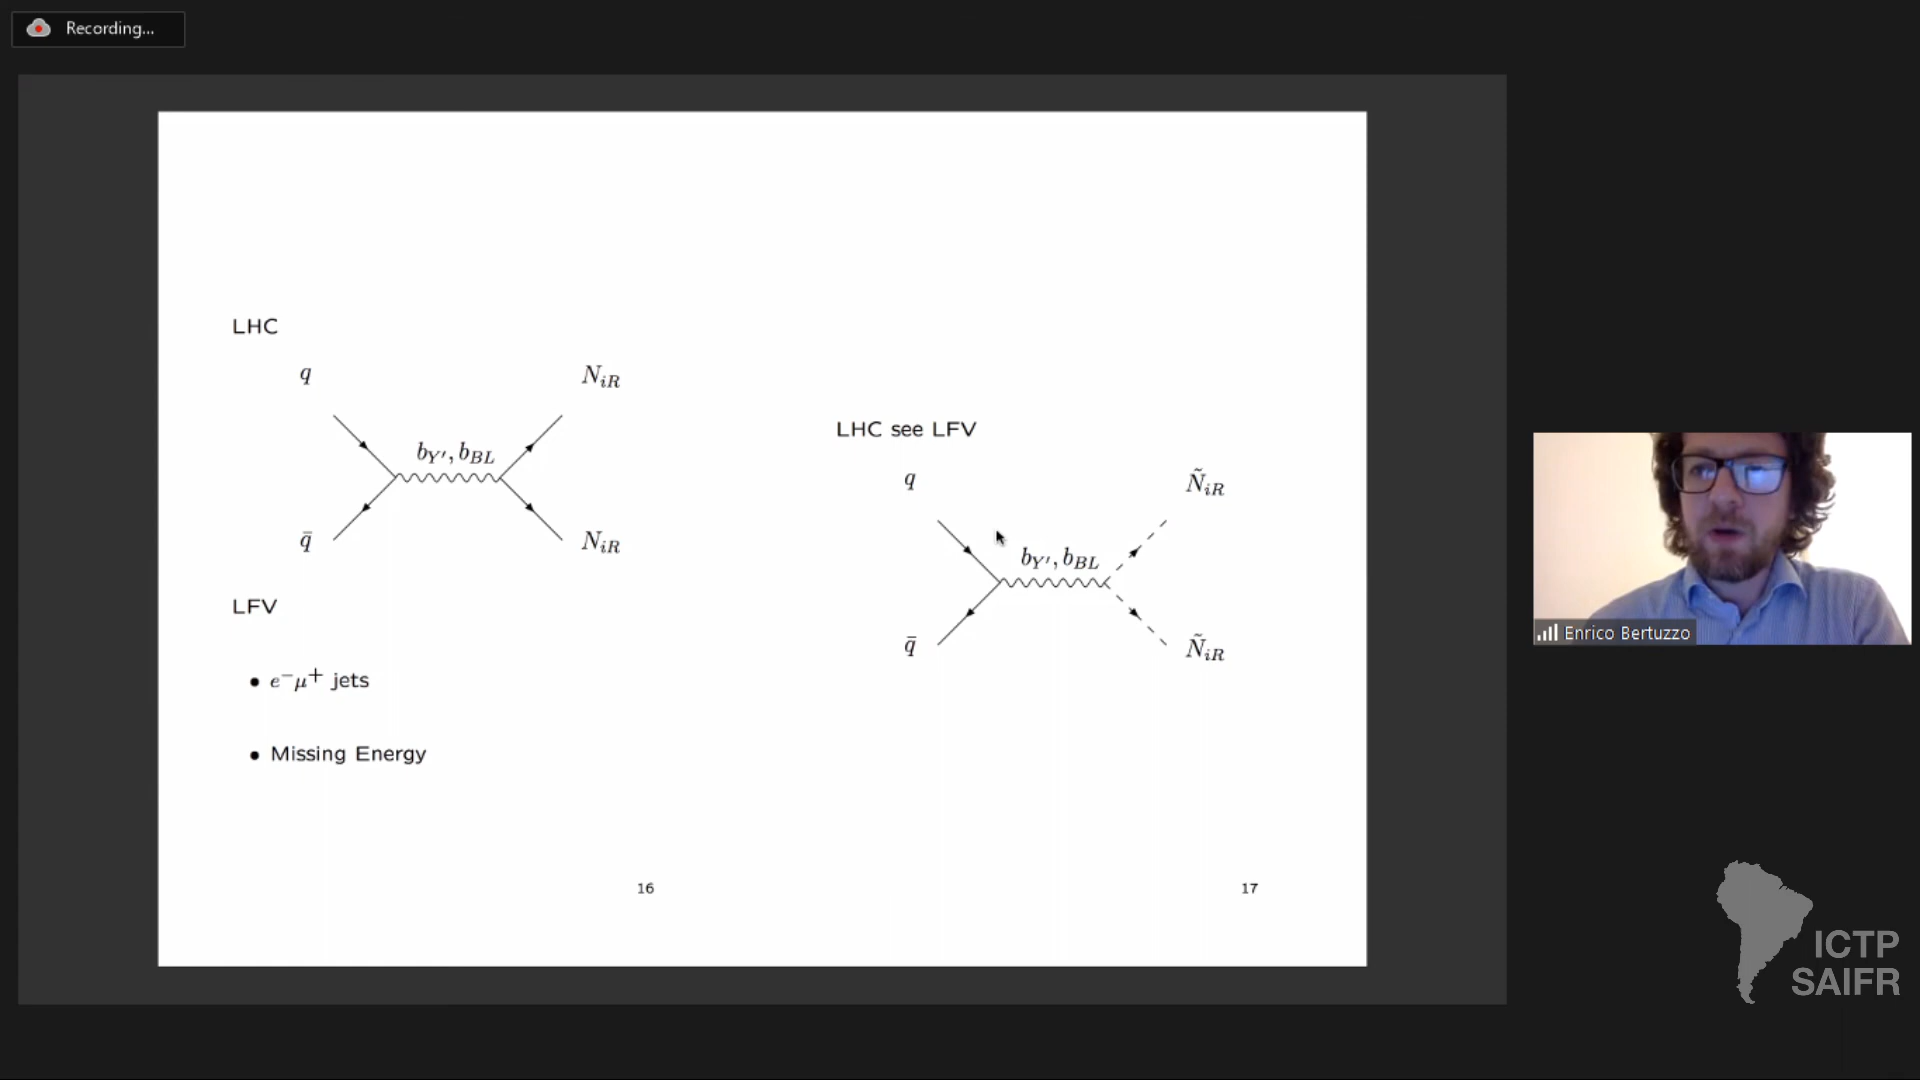 Recording...
LHC
q
N_{iR}
b_{Y'}, b_{BL}
q̄
N_{iR}
LFV
• e⁻μ⁺ jets
• Missing Energy
16
LHC see LFV
q
Ñ_{iR}
b_{Y'}, b_{BL}
q̄
Ñ_{iR}
17
Enrico Bertuzzo
ICTP
SAIFR